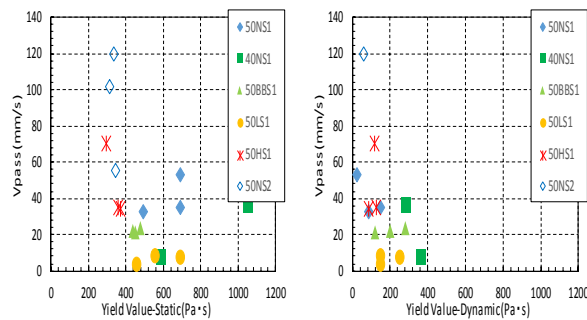 140
120
100
80
60
40
20
0
0 200 400 600 800 1000 1200
Vpass(mm/s)
Yield Value-Static(Pa・s)
50NS1
40NS1
50BBS1
50LS1
50HS1
50NS2
140
120
100
80
60
40
20
0
0 200 400 600 800 1000 1200
Vpass(mm/s)
Yield Value-Dynamic(Pa・s)
50NS1
40NS1
50BBS1
50LS1
50HS1
50NS2